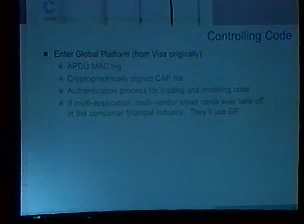 Controlling Code
Enter Global Platform (from Visa originally)
APDU MAC'ing
Cryptographically signed CAP file
Authentication process for loading and installing code
If multi-application, multi-vendor smart cards ever take off
in the consumer financial industry. They'll use GP.